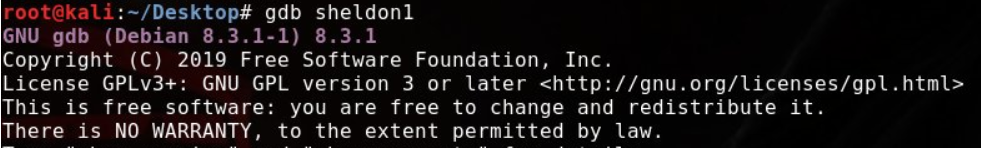 root@kali:~/Desktop# gdb sheldon1
GNU gdb (Debian 8.3.1-1) 8.3.1
Copyright (C) 2019 Free Software Foundation, Inc.
License GPLv3+: GNU GPL version 3 or later <http://gnu.org/licenses/gpl.html>
This is free software: you are free to change and redistribute it.
There is NO WARRANTY, to the extent permitted by law.